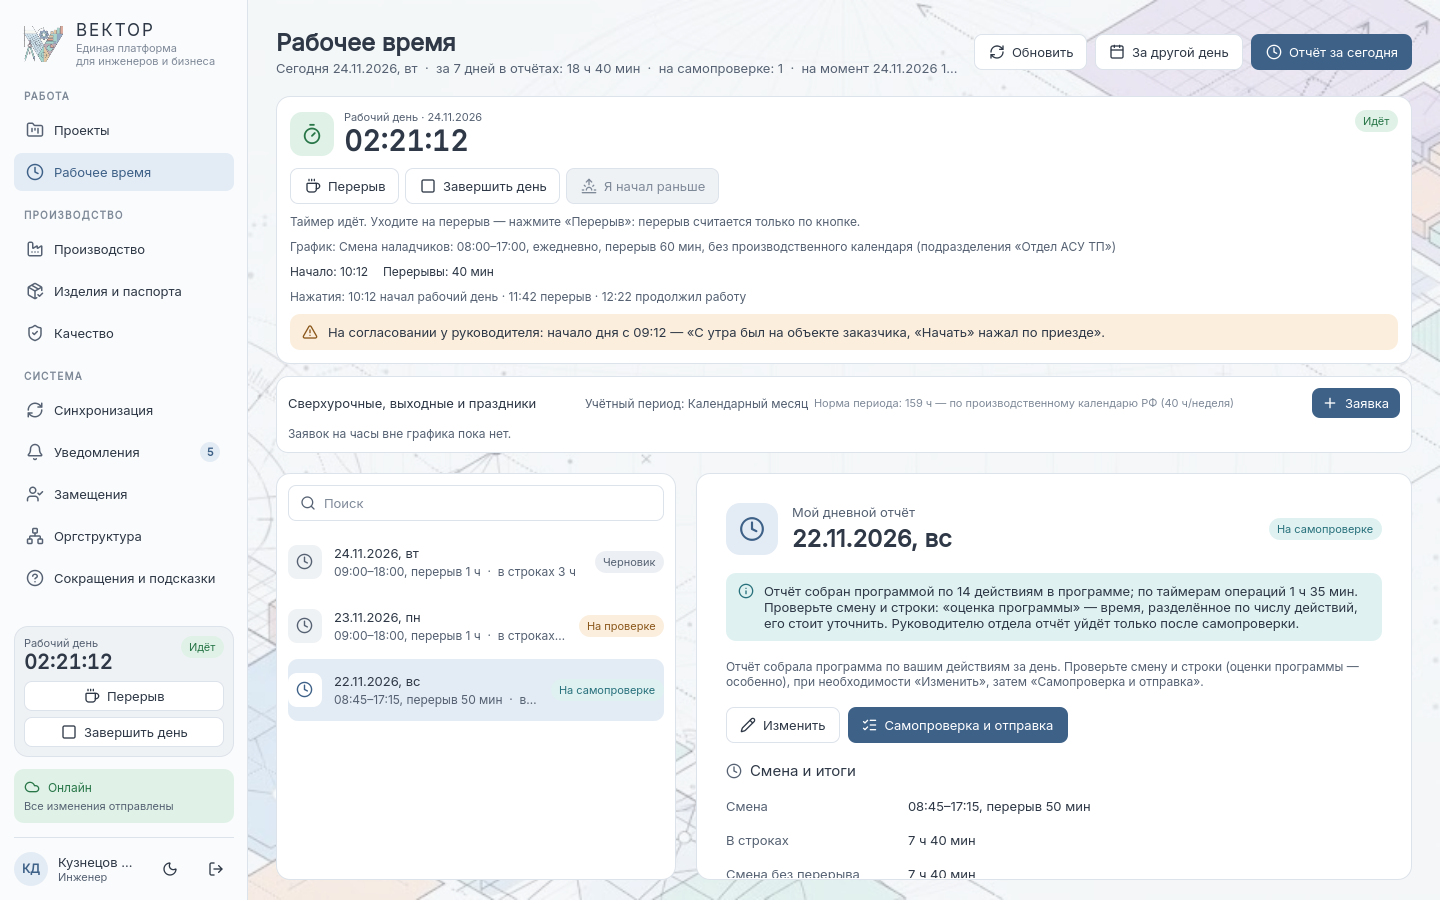 ВЕКТОР
Единая платформа
для инженеров и бизнеса
РАБОТА
Проекты
Рабочее время
ПРОИЗВОДСТВО
Производство
Изделия и паспорта
Качество
СИСТЕМА
Синхронизация
Уведомления
5
Замещения
Оргструктура
Сокращения и подсказки
Рабочий день
Идёт
02:21:12
Перерыв
Завершить день
Онлайн
Все изменения отправлены
КД
Кузнецов ...
Инженер
Рабочее время
Сегодня 24.11.2026, вт · за 7 дней в отчётах: 18 ч 40 мин · на самопроверке: 1 · на момент 24.11.2026 1...
Обновить
За другой день
Отчёт за сегодня
Рабочий день · 24.11.2026
02:21:12
Идёт
Перерыв
Завершить день
Я начал раньше
Таймер идёт. Уходите на перерыв — нажмите «Перерыв»: перерыв считается только по кнопке.
График: Смена наладчиков: 08:00–17:00, ежедневно, перерыв 60 мин, без производственного календаря (подразделения «Отдел АСУ ТП»)
Начало: 10:12 Перерывы: 40 мин
Нажатия: 10:12 начал рабочий день · 11:42 перерыв · 12:22 продолжил работу
На согласовании у руководителя: начало дня с 09:12 — «С утра был на объекте заказчика, «Начать» нажал по приезде».
Сверхурочные, выходные и праздники
Учётный период: Календарный месяц
Норма периода: 159 ч — по производственному календарю РФ (40 ч/неделя)
Заявка
Заявок на часы вне графика пока нет.
Поиск
24.11.2026, вт
09:00–18:00, перерыв 1 ч · в строках 3 ч
Черновик
23.11.2026, пн
09:00–18:00, перерыв 1 ч · в строках...
На проверке
22.11.2026, вс
08:45–17:15, перерыв 50 мин · в...
На самопроверке
Мой дневной отчёт
22.11.2026, вс
На самопроверке
Отчёт собран программой по 14 действиям в программе; по таймерам операций 1 ч 35 мин.
Проверьте смену и строки: «оценка программы» — время, разделённое по числу действий,
его стоит уточнить. Руководителю отдела отчёт уйдёт только после самопроверки.
Отчёт собрала программа по вашим действиям за день. Проверьте смену и строки (оценки программы —
особенно), при необходимости «Изменить», затем «Самопроверка и отправка».
Изменить
Самопроверка и отправка
Смена и итоги
Смена
08:45–17:15, перерыв 50 мин
В строках
7 ч 40 мин
Смена без перерыва
7 ч 40 мин